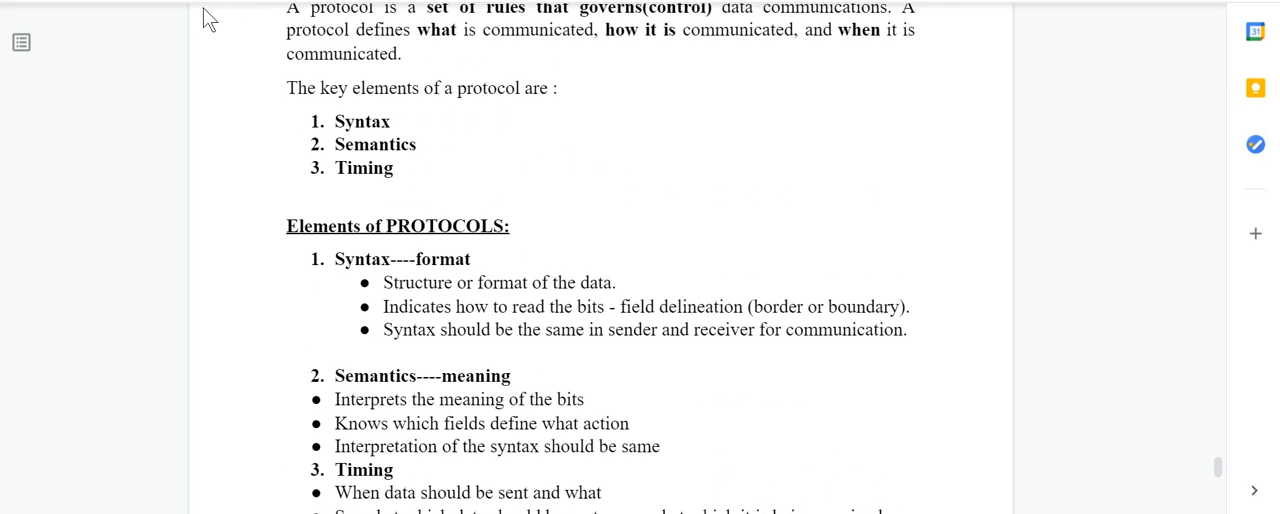 A protocol is a set of rules that governs(control) data communications. A
protocol defines what is communicated, how it is communicated, and when it is
communicated.
The key elements of a protocol are :
1. Syntax
2. Semantics
3. Timing
Elements of PROTOCOLS:
1. Syntax----format
● Structure or format of the data.
● Indicates how to read the bits - field delineation (border or boundary).
● Syntax should be the same in sender and receiver for communication.
2. Semantics----meaning
● Interprets the meaning of the bits
● Knows which fields define what action
● Interpretation of the syntax should be same
3. Timing
● When data should be sent and what
31